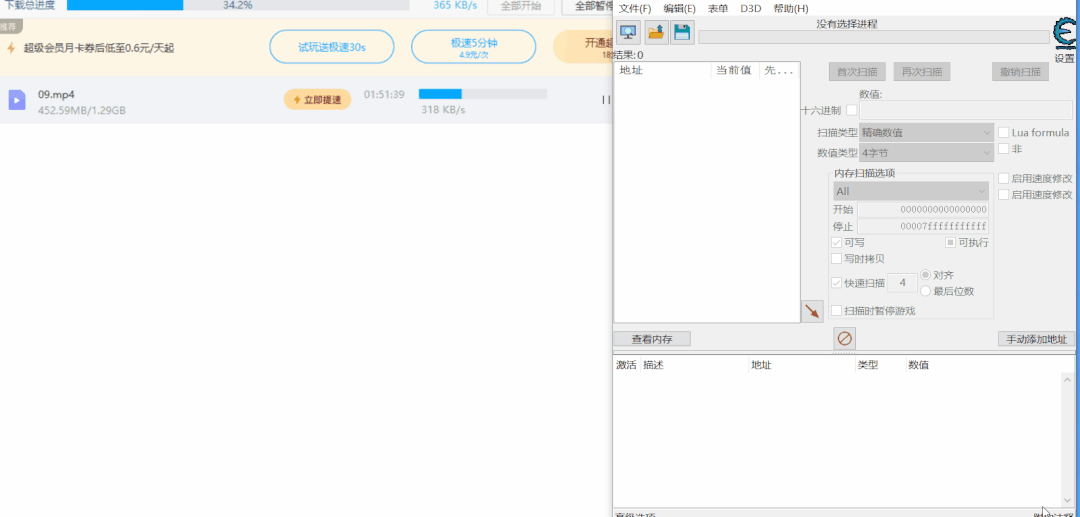 下载总进度 34.2% 365 KB/s 全部开始 全部暂停
推荐
超级会员月卡券后低至0.6元/天起
试玩送极速30s
极速5分钟
4.9元/次
开通超
09.mp4
452.59MB/1.29GB
立即提速
01:51:39
318 KB/s
文件(F) 编辑(E) 表单 D3D 帮助(H)
没有选择进程
设置
结果:0
地址 当前值 先...
首次扫描 再次扫描 撤销扫描
数值:
十六进制
扫描类型 精确数值 Lua formula
数值类型 4字节 非
内存扫描选项
All
启用速度修改
启用速度修改
开始 0000000000000000
停止 00007fffffffffff
可写 可执行
写时拷贝
快速扫描 4 对齐
最后位数
扫描时暂停游戏
查看内存 手动添加地址
激活 描述 地址 类型 数值
高级选项